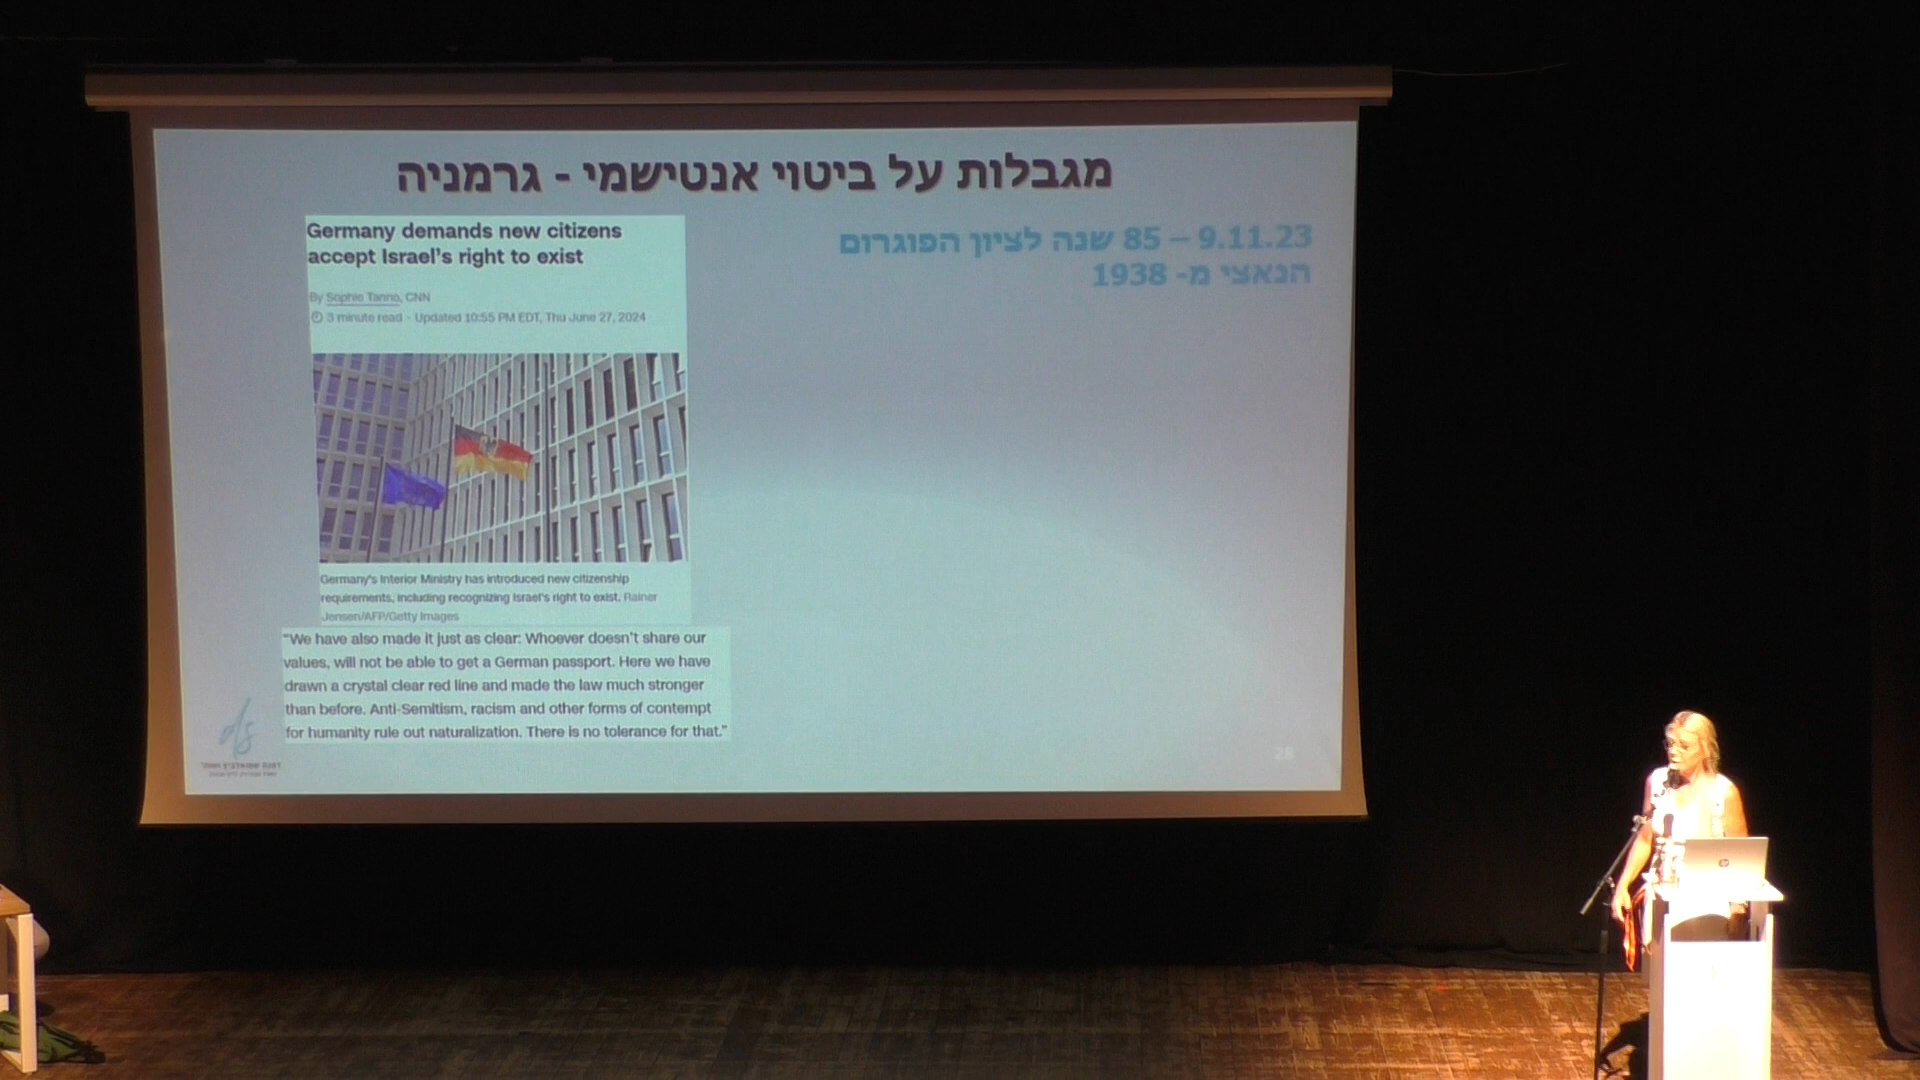 מגבלות על ביטוי אנטישמי - גרמניה
9.11.23 – 85 שנה לציון הפוגרום
הנאצי מ- 1938
Germany demands new citizens
accept Israel's right to exist
By Sophie Tanno, CNN
3 minute read - Updated 10:55 PM EDT, Thu June 27, 2024
Germany's Interior Ministry has introduced new citizenship
requirements, including recognizing Israel's right to exist. Rainer
Jensen/AFP/Getty Images
"We have also made it just as clear: Whoever doesn't share our
values, will not be able to get a German passport. Here we have
drawn a crystal clear red line and made the law much stronger
than before. Anti-Semitism, racism and other forms of contempt
for humanity rule out naturalization. There is no tolerance for that."
ds
hp